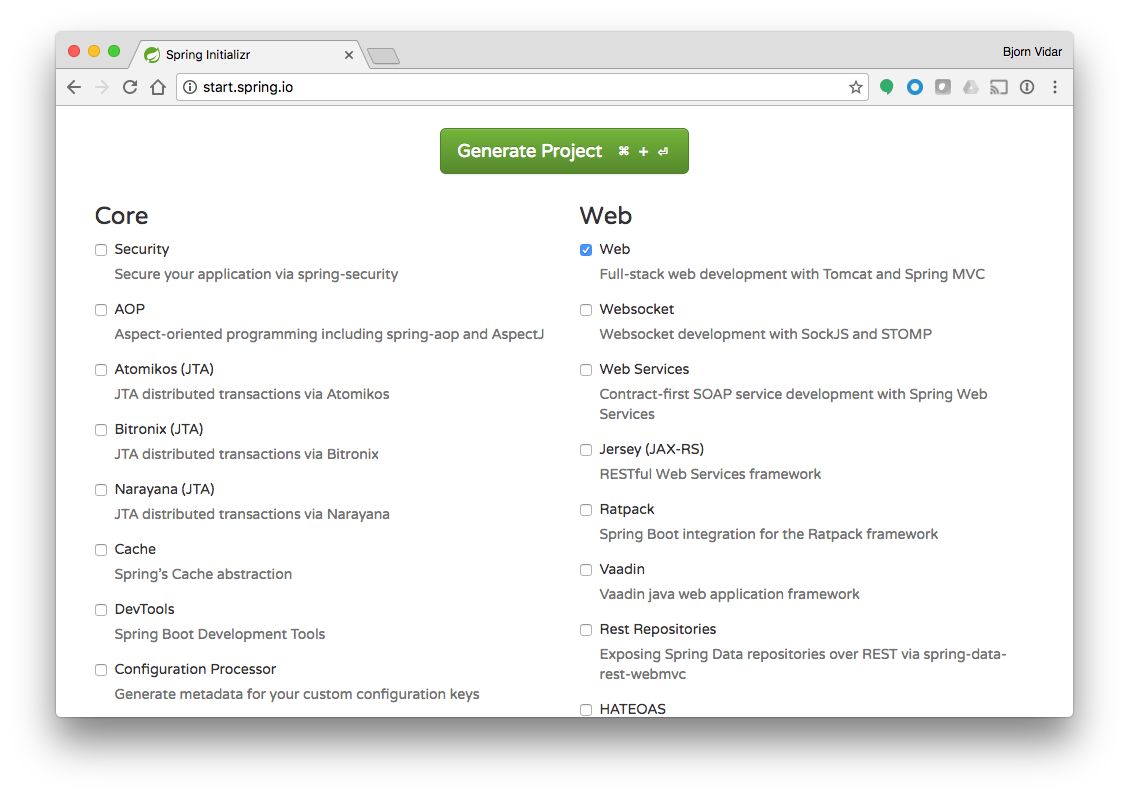 Spring Initializr
Bjorn Vidar
start.spring.io
Generate Project ⌘ + ⏎
Core
Security
Secure your application via spring-security
AOP
Aspect-oriented programming including spring-aop and AspectJ
Atomikos (JTA)
JTA distributed transactions via Atomikos
Bitronix (JTA)
JTA distributed transactions via Bitronix
Narayana (JTA)
JTA distributed transactions via Narayana
Cache
Spring’s Cache abstraction
DevTools
Spring Boot Development Tools
Configuration Processor
Generate metadata for your custom configuration keys
Web
Web
Full-stack web development with Tomcat and Spring MVC
Websocket
Websocket development with SockJS and STOMP
Web Services
Contract-first SOAP service development with Spring Web
Services
Jersey (JAX-RS)
RESTful Web Services framework
Ratpack
Spring Boot integration for the Ratpack framework
Vaadin
Vaadin java web application framework
Rest Repositories
Exposing Spring Data repositories over REST via spring-data-
rest-webmvc
HATEOAS